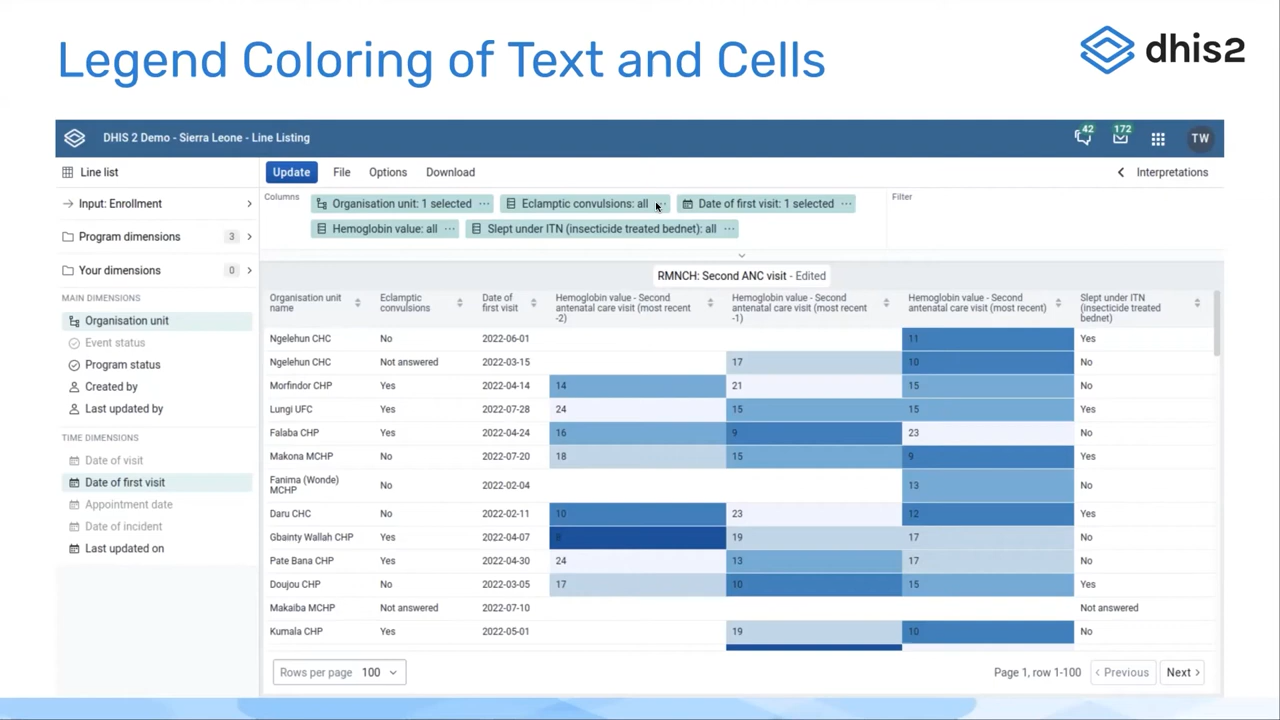 Legend Coloring of Text and Cells
dhis2
DHIS 2 Demo - Sierra Leone - Line Listing
42
172
TW
Line list
Update File Options Download
Interpretations
Input: Enrollment
Program dimensions 3
Your dimensions 0
MAIN DIMENSIONS
Organisation unit
Event status
Program status
Created by
Last updated by
TIME DIMENSIONS
Date of visit
Date of first visit
Appointment date
Date of incident
Last updated on
Columns
Organisation unit: 1 selected ···
Eclamptic convulsions: all
Date of first visit: 1 selected ···
Hemoglobin value: all ···
Slept under ITN (insecticide treated bednet): all ···
Filter
RMNCH: Second ANC visit - Edited
Organisation unit
name
Eclamptic
convulsions
Date of
first visit
Hemoglobin value - Second
antenatal care visit (most recent
-2)
Hemoglobin value - Second
antenatal care visit (most recent
-1)
Hemoglobin value - Second
antenatal care visit (most recent)
Slept under ITN
(insecticide treated
bednet)
Ngelehun CHC No 2022-06-01 11 Yes
Ngelehun CHC Not answered 2022-03-15 17 10 No
Morfindor CHP Yes 2022-04-14 14 21 15 No
Lungi UFC Yes 2022-07-28 24 15 15 Yes
Falaba CHP Yes 2022-04-24 16 9 23 No
Makona MCHP No 2022-07-20 18 15 9 Yes
Fanima (Wonde)
MCHP No 2022-02-04 13 No
Daru CHC No 2022-02-11 10 23 12 Yes
Gbainty Wallah CHP Yes 2022-04-07 19 17 No
Pate Bana CHP Yes 2022-04-30 24 13 17 No
Doujou CHP No 2022-03-05 17 10 15 Yes
Makaiba MCHP Not answered 2022-07-10 Not answered
Kumala CHP Yes 2022-05-01 19 10 No
Rows per page 100
Page 1, row 1-100
Previous
Next